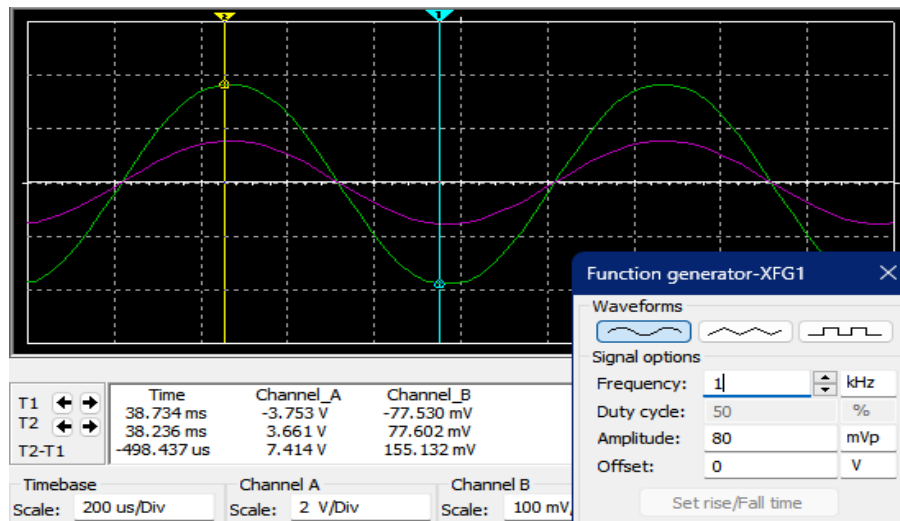 2
1
Function generator-XFG1
Waveforms
Signal options
Frequency: 1 kHz
Duty cycle: 50 %
Amplitude: 80 mVp
Offset: 0 V
Set rise/Fall time
Time Channel_A Channel_B
T1 38.734 ms -3.753 V -77.530 mV
T2 38.236 ms 3.661 V 77.602 mV
T2-T1 -498.437 us 7.414 V 155.132 mV
Timebase Channel A Channel B
Scale: 200 us/Div Scale: 2 V/Div Scale: 100 mV